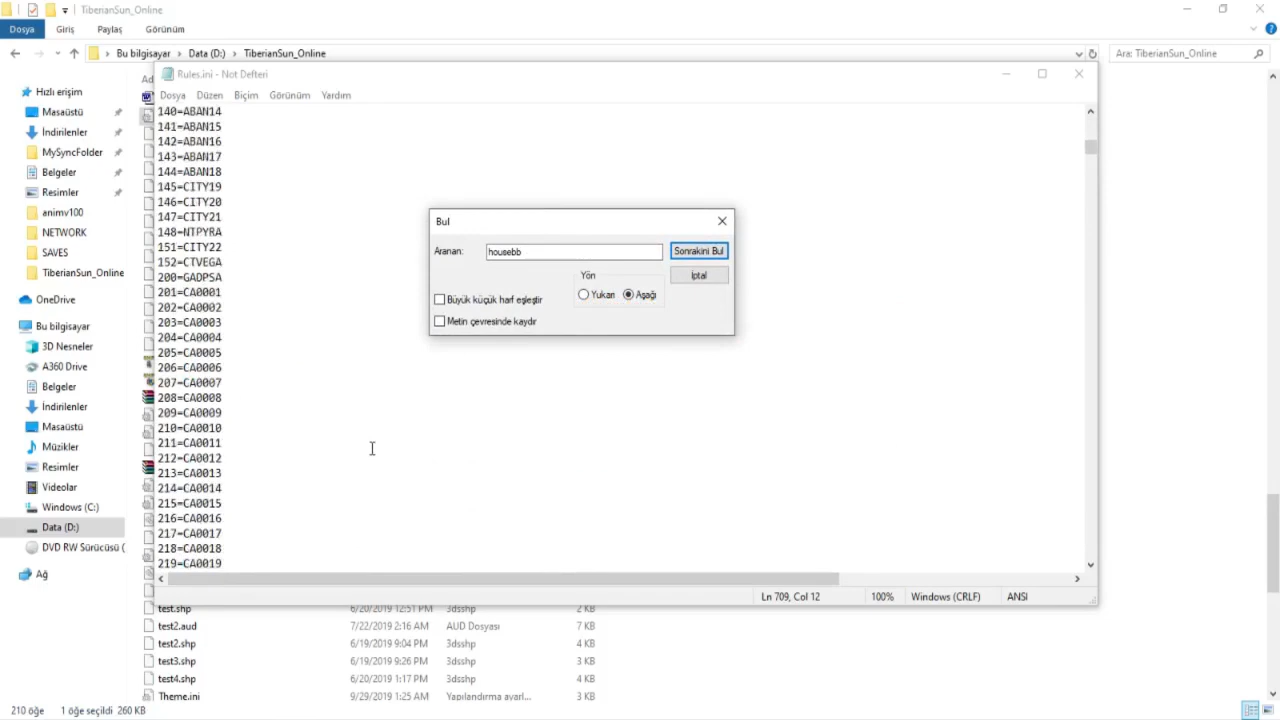 TiberianSun_Online
Dosya Giriş Paylaş Görünüm
Bu bilgisayar > Data (D:) > TiberianSun_Online
Ara: TiberianSun_Online
Hızlı erişim
Masaüstü
İndirilenler
MySyncFolder
Belgeler
Resimler
animv100
NETWORK
SAVES
TiberianSun_Online
OneDrive
Bu bilgisayar
3D Nesneler
A360 Drive
Belgeler
İndirilenler
Masaüstü
Müzikler
Resimler
Videolar
Windows (C:)
Data (D:)
DVD RW Sürücüsü (
Ağ
Ad
Rules.ini - Not Defteri
Dosya Düzen Biçim Görünüm Yardım
140=ABAN14
141=ABAN15
142=ABAN16
143=ABAN17
144=ABAN18
145=CITY19
146=CITY20
147=CITY21
148=NTPYRA
151=CITY22
152=CTVEGA
200=GADPSA
201=CA0001
202=CA0002
203=CA0003
204=CA0004
205=CA0005
206=CA0006
207=CA0007
208=CA0008
209=CA0009
210=CA0010
211=CA0011
212=CA0012
213=CA0013
214=CA0014
215=CA0015
216=CA0016
217=CA0017
218=CA0018
219=CA0019
Bul
Aranan: housebb Sonrakini Bul
Yön İptal
Yukarı Aşağı
Büyük küçük harf eşleştir
Metin çevresinde kaydır
Ln 709, Col 12 100% Windows (CRLF) ANSI
test.shp 6/20/2019 12:51 PM 3dsshp 2 KB
test2.aud 7/22/2019 2:16 AM AUD Dosyası 7 KB
test2.shp 6/19/2019 9:04 PM 3dsshp 4 KB
test3.shp 6/19/2019 9:26 PM 3dsshp 3 KB
test4.shp 6/20/2019 1:17 PM 3dsshp 4 KB
Theme.ini 9/29/2019 1:25 AM Yapılandırma ayarl... 3 KB
210 öğe 1 öğe seçildi 260 KB